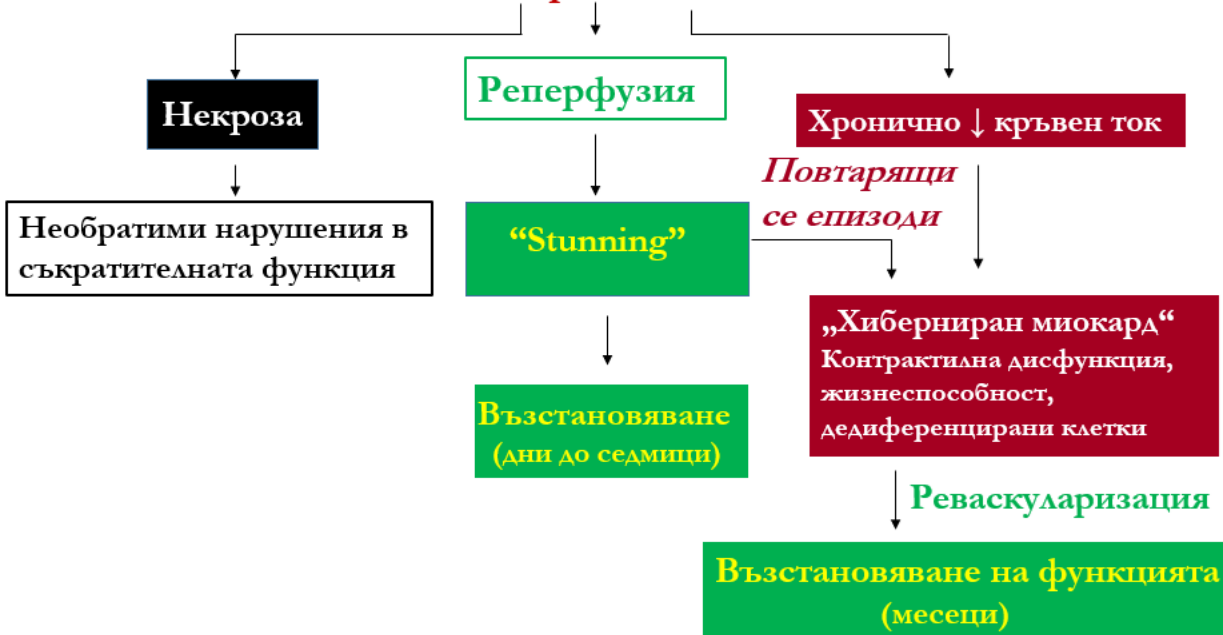 Некроза
Необратими нарушения в
съкратителната функция
Реперфузия
“Stunning”
Възстановяване
(дни до седмици)
Хронично ↓ кръвен ток
Повтарящи
се епизоди
„Хиберниран миокард“
Контрактилна дисфункция,
жизнеспособност,
дедиференцирани клетки
Реваскуларизация
Възстановяване на функцията
(месеци)